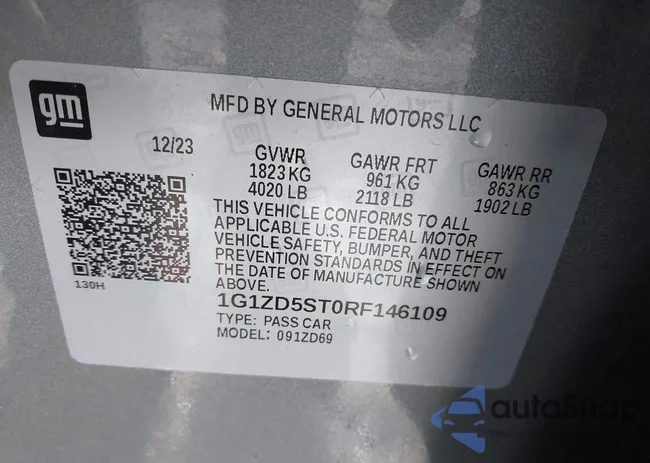 gm
MFD BY GENERAL MOTORS LLC
12/23
GVWR
1823 KG
4020 LB
GAWR FRT
961 KG
2118 LB
GAWR RR
863 KG
1902 LB
THIS VEHICLE CONFORMS TO ALL
APPLICABLE U.S. FEDERAL MOTOR
VEHICLE SAFETY, BUMPER, AND THEFT
PREVENTION STANDARDS IN EFFECT ON
THE DATE OF MANUFACTURE SHOWN
ABOVE.
130H
1G1ZD5ST0RF146109
TYPE: PASS CAR
MODEL: 091ZD69
autoSnap